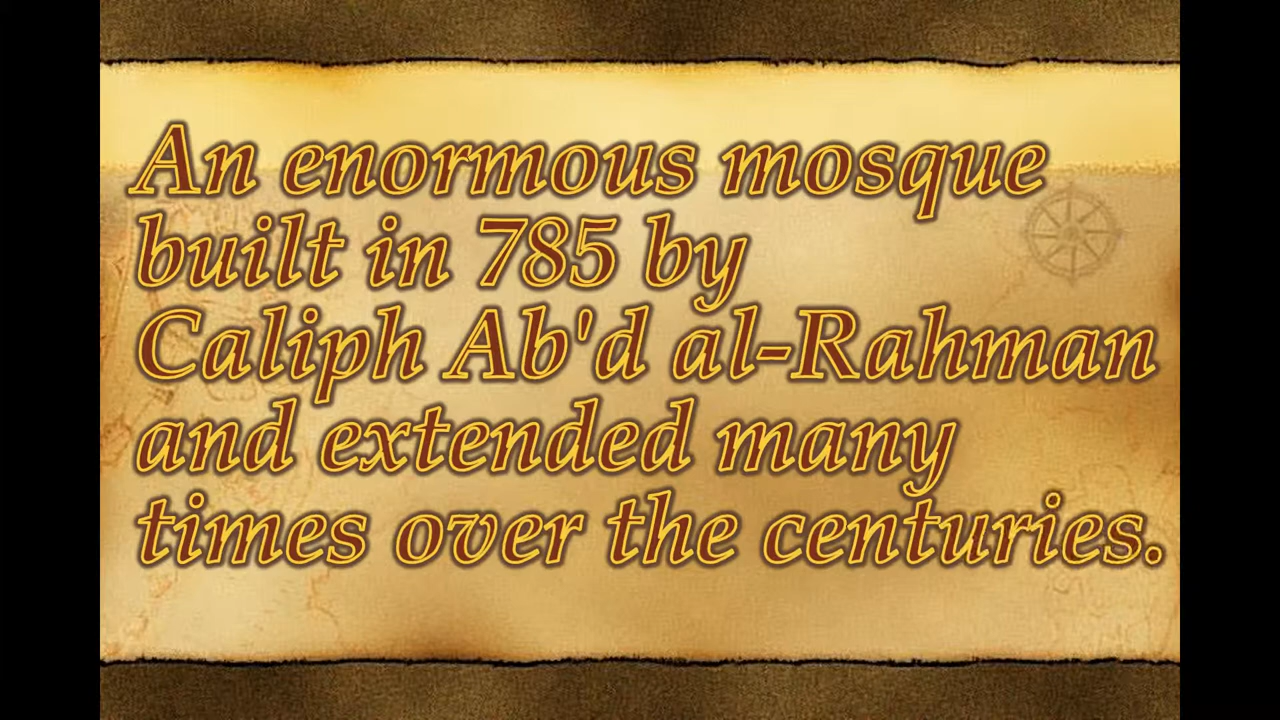 An enormous mosque
built in 785 by
Caliph Ab'd al-Rahman
and extended many
times over the centuries.